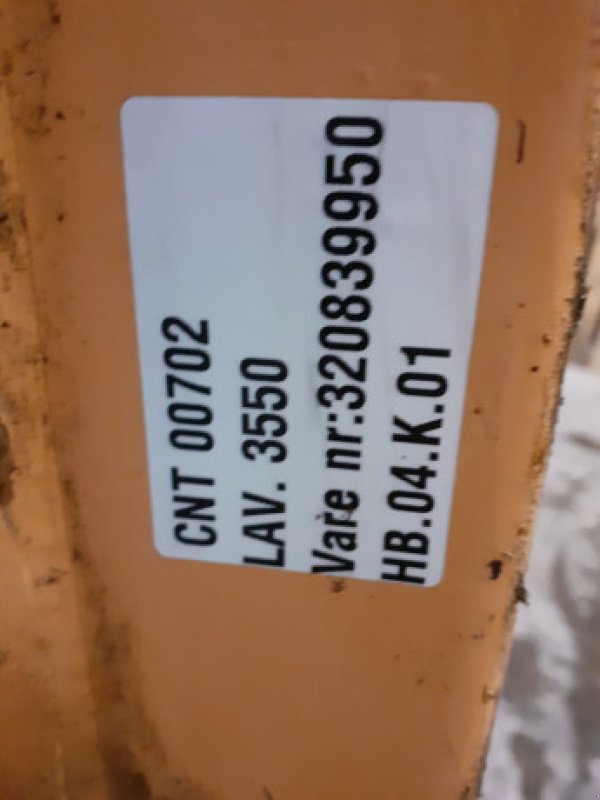 CNT 00702
LAV. 3550
Vare nr:320839950
HB.04.K.01